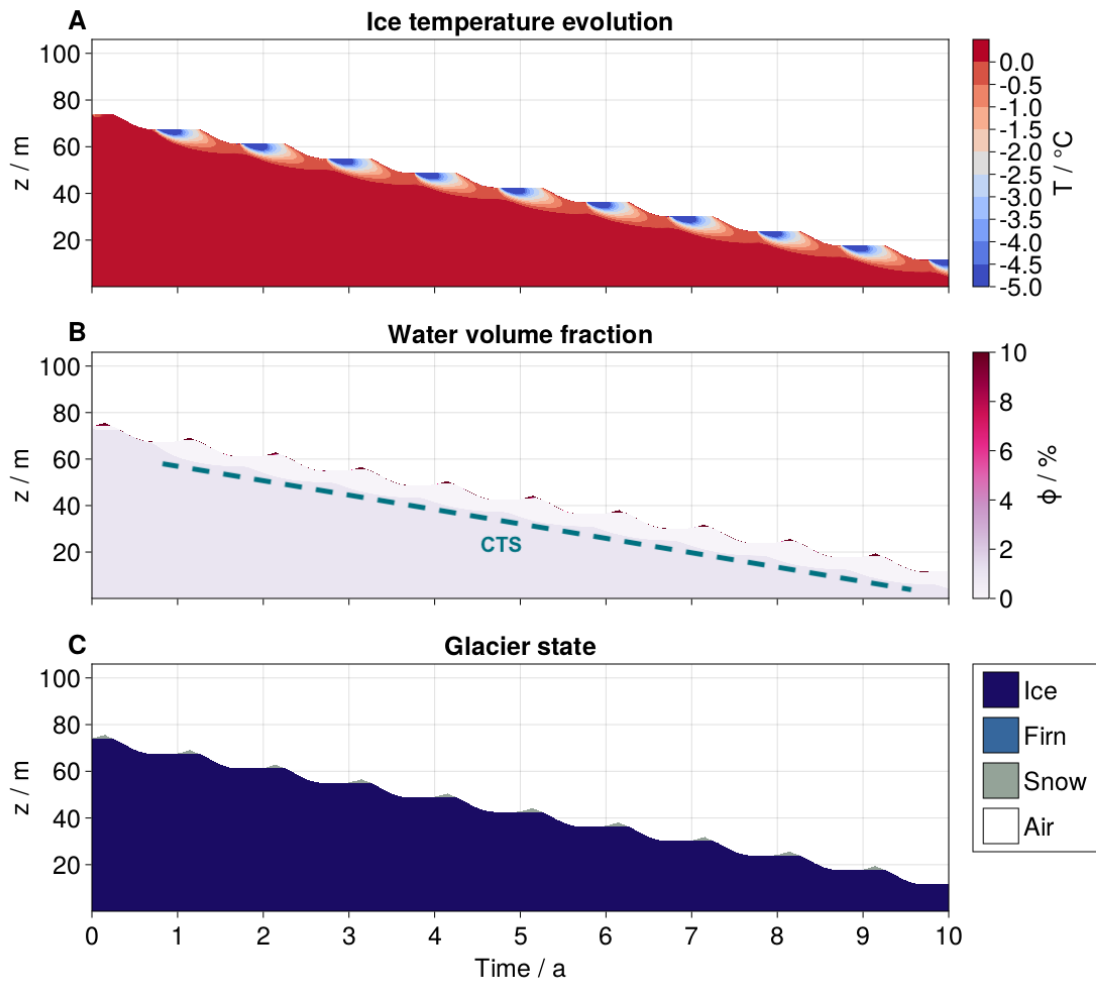 A
Ice temperature evolution
100
80
60
40
20
z / m
0.0
-0.5
-1.0
-1.5
-2.0
-2.5
-3.0
-3.5
-4.0
-4.5
-5.0
T / °C
B
Water volume fraction
100
80
60
40
20
z / m
CTS
10
8
6
4
2
0
ϕ / %
C
Glacier state
100
80
60
40
20
z / m
Ice
Firn
Snow
Air
0 1 2 3 4 5 6 7 8 9 10
Time / a